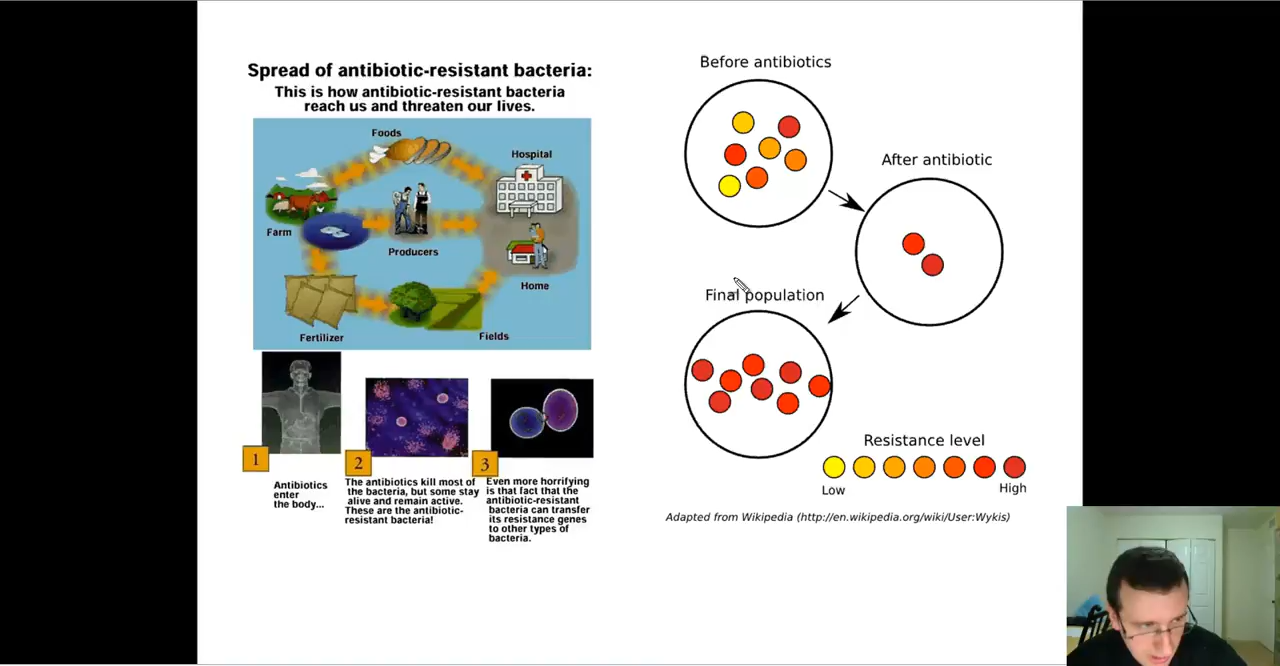 Spread of antibiotic-resistant bacteria:
This is how antibiotic-resistant bacteria
reach us and threaten our lives.
Foods
Hospital
Farm
Producers
Home
Fertilizer
Fields
1
Antibiotics
enter
the body...
2
The antibiotics kill most of
the bacteria, but some stay
alive and remain active.
These are the antibiotic-
resistant bacteria!
3
Even more horrifying
is that fact that the
antibiotic-resistant
bacteria can transfer
its resistance genes
to other types of
bacteria.
Before antibiotics
After antibiotic
Final population
Resistance level
Low
High
Adapted from Wikipedia (http://en.wikipedia.org/wiki/User:Wykis)